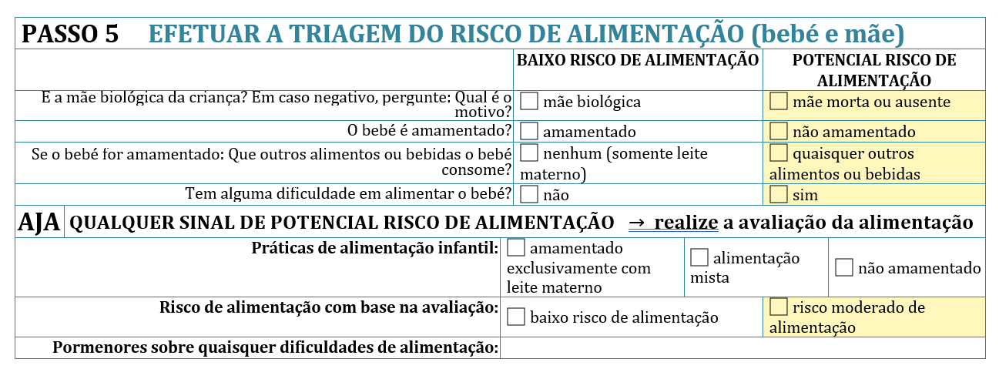 PASSO 5 EFETUAR A TRIAGEM DO RISCO DE ALIMENTAÇÃO (bebé e mãe)
BAIXO RISCO DE ALIMENTAÇÃO
POTENCIAL RISCO DE
ALIMENTAÇÃO
E a mãe biológica da criança? Em caso negativo, pergunte: Qual é o
motivo?
mãe biológica
mãe morta ou ausente
O bebé é amamentado?
amamentado
não amamentado
Se o bebé for amamentado: Que outros alimentos ou bebidas o bebé
consome?
nenhum (somente leite
materno)
quaisquer outros
alimentos ou bebidas
Tem alguma dificuldade em alimentar o bebé?
não
sim
AJA QUALQUER SINAL DE POTENCIAL RISCO DE ALIMENTAÇÃO → realize a avaliação da alimentação
Práticas de alimentação infantil:
amamentado
exclusivamente com
leite materno
alimentação
mista
não amamentado
Risco de alimentação com base na avaliação:
baixo risco de alimentação
risco moderado de
alimentação
Pormenores sobre quaisquer dificuldades de alimentação: